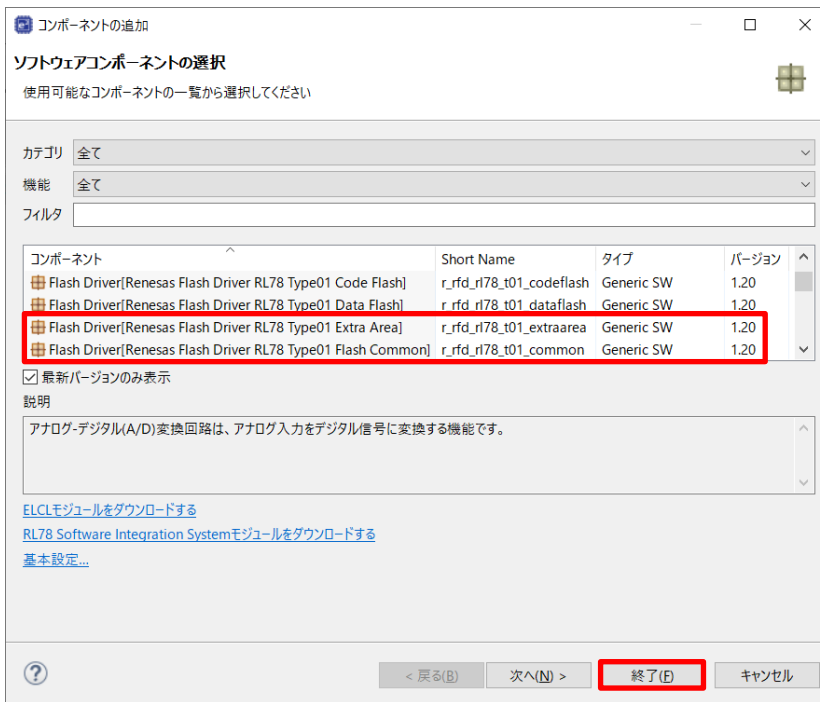 コンポーネントの追加
ソフトウェアコンポーネントの選択
使用可能なコンポーネントの一覧から選択してください
カテゴリ 全て
機能 全て
フィルタ
コンポーネント Short Name タイプ バージョン
Flash Driver[Renesas Flash Driver RL78 Type01 Code Flash] r_rfd_rl78_t01_codeflash Generic SW 1.20
Flash Driver[Renesas Flash Driver RL78 Type01 Data Flash] r_rfd_rl78_t01_dataflash Generic SW 1.20
Flash Driver[Renesas Flash Driver RL78 Type01 Extra Area] r_rfd_rl78_t01_extraarea Generic SW 1.20
Flash Driver[Renesas Flash Driver RL78 Type01 Flash Common] r_rfd_rl78_t01_common Generic SW 1.20
最新バージョンのみ表示
説明
アナログ-デジタル(A/D)変換回路は、アナログ入力をデジタル信号に変換する機能です。
ELCLモジュールをダウンロードする
RL78 Software Integration Systemモジュールをダウンロードする
基本設定...
< 戻る(B) 次へ(N) > 終了(F) キャンセル